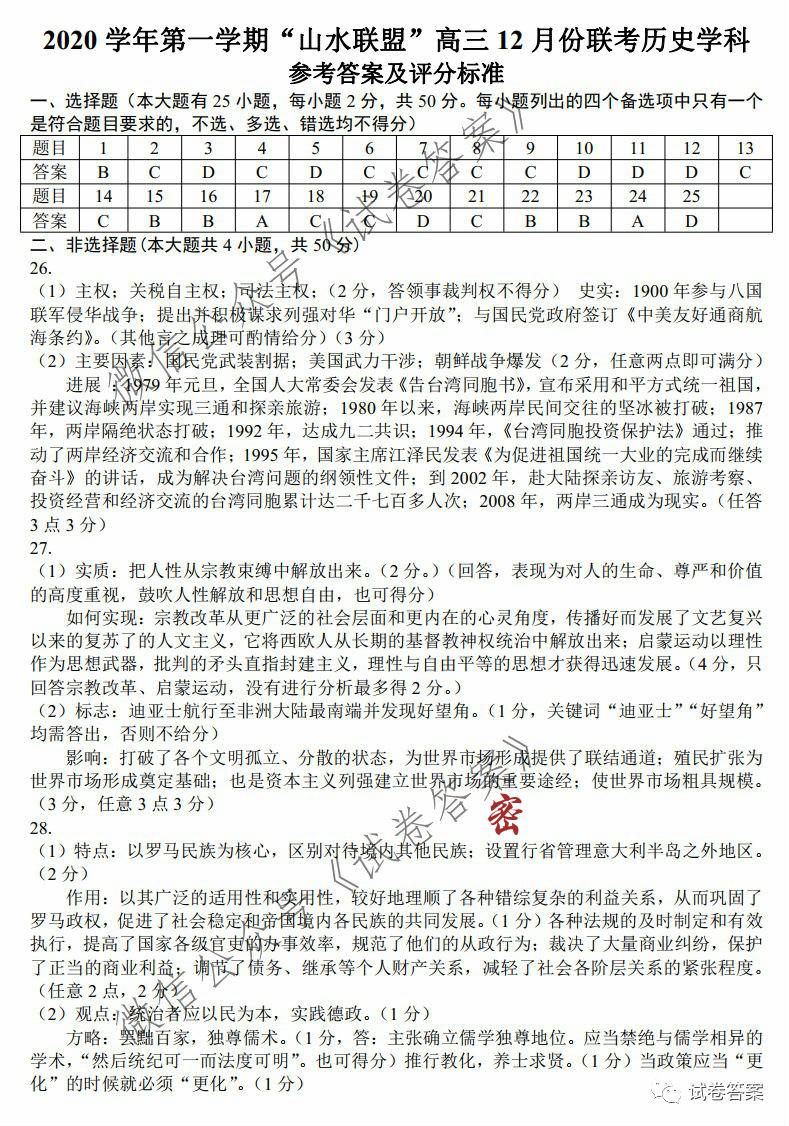 2020 学年第一学期“山水联盟”高三 12 月份联考历史学科
参考答案及评分标准
一、选择题（本大题有 25 小题，每小题 2 分，共 50 分。每小题列出的四个备选项中只有一个
是符合题目要求的，不选、多选、错选均不得分）
题目 1 2 3 4 5 6 7 8 9 10 11 12 13
答案 B C D C D C C C C D D D C
题目 14 15 16 17 18 19 20 21 22 23 24 25
答案 C B B A C C D C B B A D
二、非选择题(本大题共 4 小题，共 50 分)
26.
（1）主权；关税自主权；司法主权；（2 分，答领事裁判权不得分） 史实：1900 年参与八国
联军侵华战争；提出并积极谋求列强对华“门户开放”；与国民党政府签订《中美友好通商航
海条约》。（其他言之成理可酌情给分）（3 分）
（2）主要因素：国民党武装割据；美国武力干涉；朝鲜战争爆发（2 分，任意两点即可满分）
进展：1979 年元旦，全国人大常委会发表《告台湾同胞书》，宣布采用和平方式统一祖国，
并建议海峡两岸实现三通和探亲旅游；1980 年以来，海峡两岸民间交往的坚冰被打破；1987
年，两岸隔绝状态打破；1992 年，达成九二共识；1994 年，《台湾同胞投资保护法》通过；推
动了两岸经济交流和合作；1995 年，国家主席江泽民发表《为促进祖国统一大业的完成而继续
奋斗》的讲话，成为解决台湾问题的纲领性文件；到 2002 年，赴大陆探亲访友、旅游考察、
投资经营和经济交流的台湾同胞累计达二千七百多人次；2008 年，两岸三通成为现实。（任答
3 点 3 分）
27.
（1）实质：把人性从宗教束缚中解放出来。（2 分。）（回答，表现为对人的生命、尊严和价值
的高度重视，鼓吹人性解放和思想自由，也可得分）
如何实现：宗教改革从更广泛的社会层面和更内在的心灵角度，传播好而发展了文艺复兴
以来的复苏了的人文主义，它将西欧人从长期的基督教神权统治中解放出来；启蒙运动以理性
作为思想武器，批判的矛头直指封建主义，理性与自由平等的思想才获得迅速发展。（4 分，只
回答宗教改革、启蒙运动，没有进行分析最多得 2 分。）
（2）标志：迪亚士航行至非洲大陆最南端并发现好望角。（1 分，关键词“迪亚士”“好望角”
均需答出，否则不给分）
影响：打破了各个文明孤立、分散的状态，为世界市场形成提供了联结通道；殖民扩张为
世界市场形成奠定基础；也是资本主义列强建立世界市场的重要途经；使世界市场粗具规模。
（3 分，任意 3 点 3 分）
密
28.
（1）特点：以罗马民族为核心，区别对待境内其他民族；设置行省管理意大利半岛之外地区。
（2 分）
作用：以其广泛的适用性和实用性，较好地理顺了各种错综复杂的利益关系，从而巩固了
罗马政权，促进了社会稳定和帝国境内各民族的共同发展。（1 分）各种法规的及时制定和有效
执行，提高了国家各级官吏的办事效率，规范了他们的从政行为；裁决了大量商业纠纷，保护
了正当的商业利益；调节了债务、继承等个人财产关系，减轻了社会各阶层关系的紧张程度。
（任意 2 点，2 分）
（2）观点：统治者应以民为本，实践德政。（1 分）
方略：罢黜百家，独尊儒术。（1 分，答：主张确立儒学独尊地位。应当禁绝与儒学相异的
学术，“然后统纪可一而法度可明”。也可得分）推行教化，养士求贤。（1 分）当政策应当“更
化”的时候就必须“更化”。（1 分）
微信公众号《试卷答案》
微信公众号《试卷答案》
试卷答案